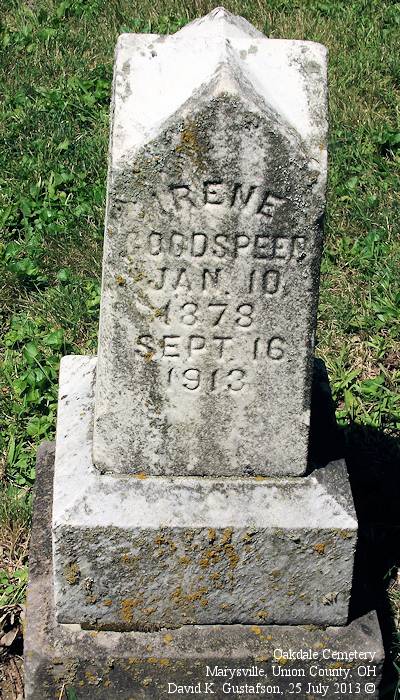 IRENE
GOODSPEED
JAN. 10,
1878
SEPT. 16
1913
Oakdale Cemetery
Marysville, Union County, OH
David K. Gustafson, 25 July 2013 ©